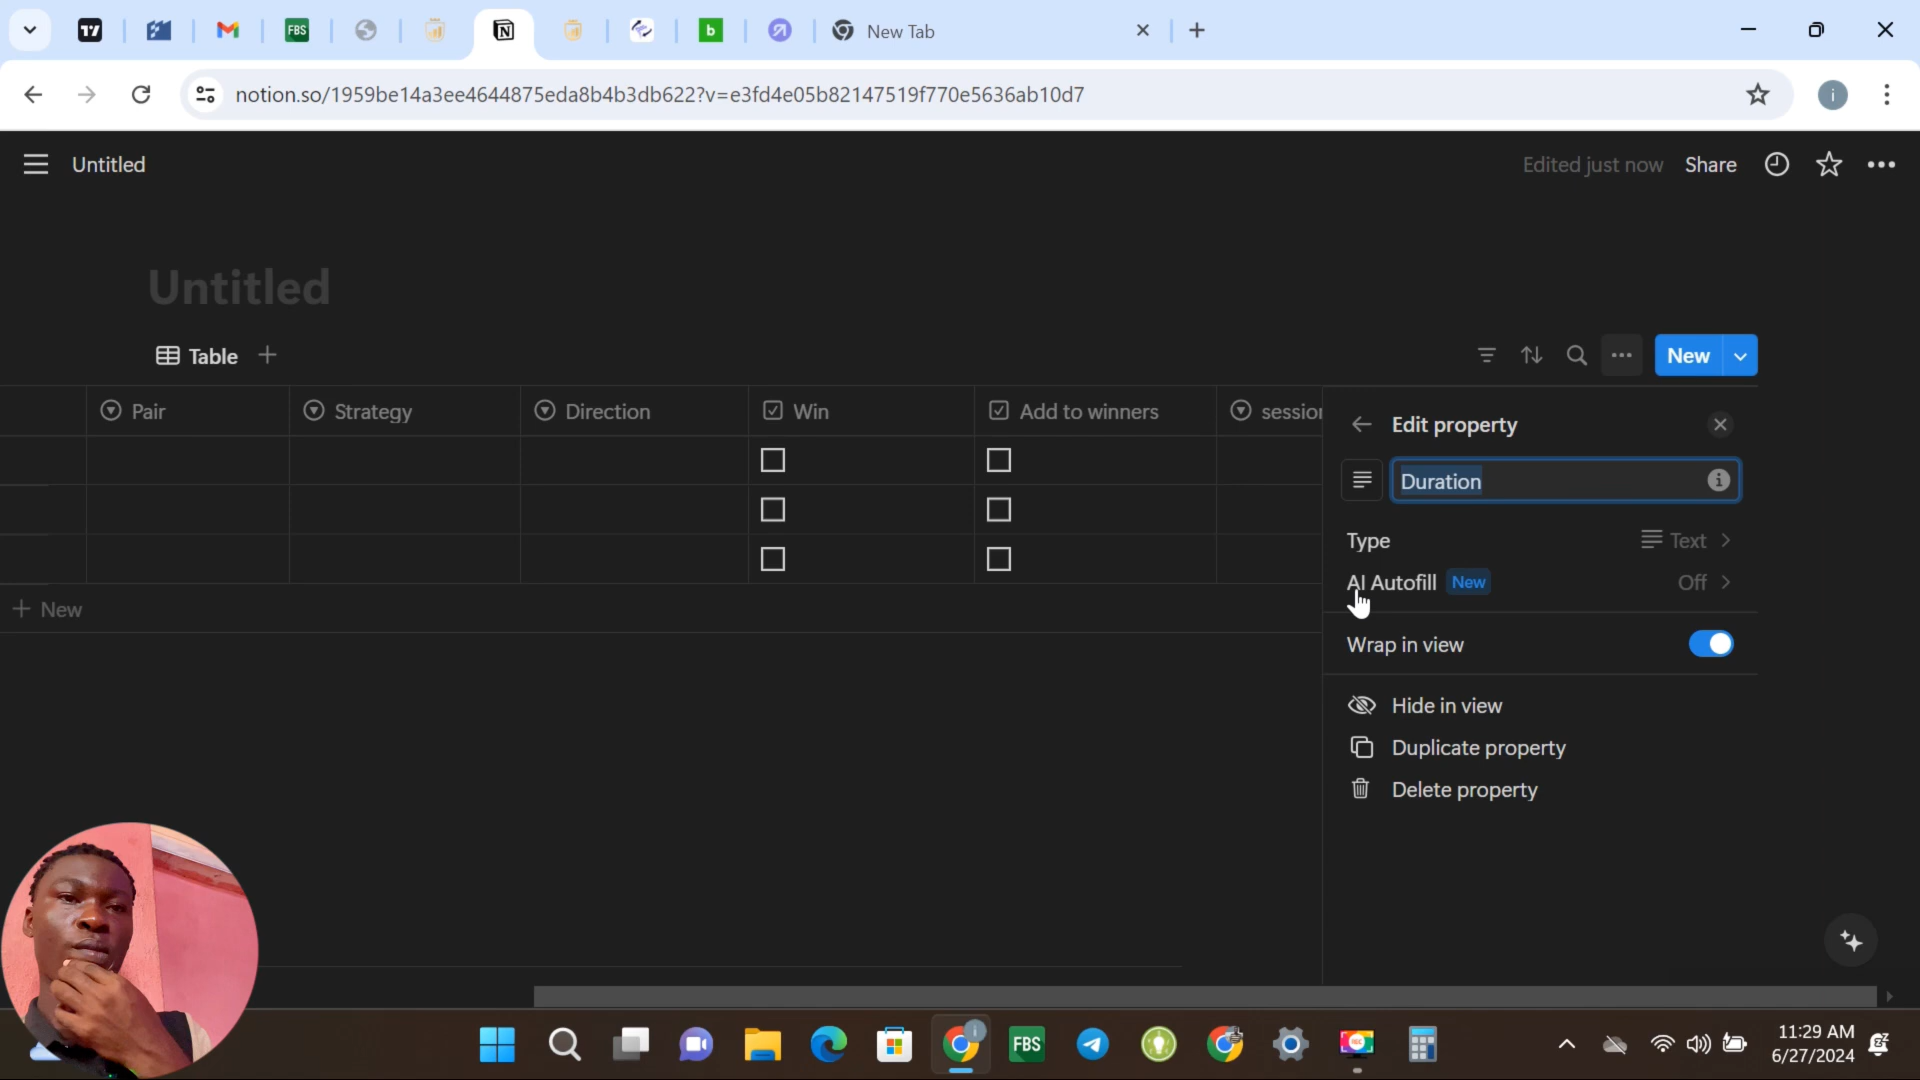 New Tab
notion.so/1959be14a3ee4644875eda8b4b3db622?v=e3fd4e05b82147519f770e5636ab10d7
Untitled
Edited just now
Share
Untitled
Table
New
Pair
Strategy
Direction
Win
Add to winners
session
New
Edit property
Duration
Type
Text
AI Autofill New
Off
Wrap in view
Hide in view
Duplicate property
Delete property
FBS
b
i
FBS
11:29 AM
6/27/2024